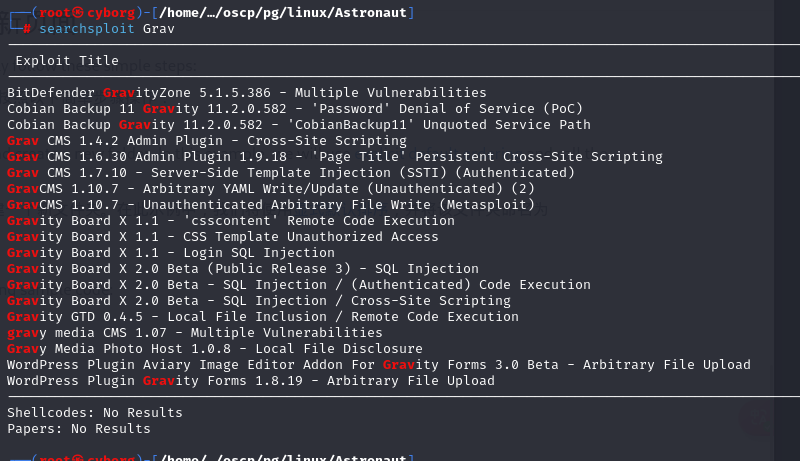 ┌──(root㉿cyborg)-[/home/…/oscp/pg/linux/Astronaut]
└─# searchsploit Grav
Exploit Title
BitDefender GravityZone 5.1.5.386 - Multiple Vulnerabilities
Cobian Backup 11 Gravity 11.2.0.582 - 'Password' Denial of Service (PoC)
Cobian Backup Gravity 11.2.0.582 - 'CobianBackup11' Unquoted Service Path
Grav CMS 1.4.2 Admin Plugin - Cross-Site Scripting
Grav CMS 1.6.30 Admin Plugin 1.9.18 - 'Page Title' Persistent Cross-Site Scripting
Grav CMS 1.7.10 - Server-Side Template Injection (SSTI) (Authenticated)
GravCMS 1.10.7 - Arbitrary YAML Write/Update (Unauthenticated) (2)
GravCMS 1.10.7 - Unauthenticated Arbitrary File Write (Metasploit)
Gravity Board X 1.1 - 'csscontent' Remote Code Execution
Gravity Board X 1.1 - CSS Template Unauthorized Access
Gravity Board X 1.1 - Login SQL Injection
Gravity Board X 2.0 Beta (Public Release 3) - SQL Injection
Gravity Board X 2.0 Beta - SQL Injection / (Authenticated) Code Execution
Gravity Board X 2.0 Beta - SQL Injection / Cross-Site Scripting
Gravity GTD 0.4.5 - Local File Inclusion / Remote Code Execution
gravy media CMS 1.07 - Multiple Vulnerabilities
Gravy Media Photo Host 1.0.8 - Local File Disclosure
WordPress Plugin Aviary Image Editor Addon For Gravity Forms 3.0 Beta - Arbitrary File Upload
WordPress Plugin Gravity Forms 1.8.19 - Arbitrary File Upload
Shellcodes: No Results
Papers: No Results
┌──(root㉿cyborg)-[/home/…/oscp/pg/linux/Astronaut]